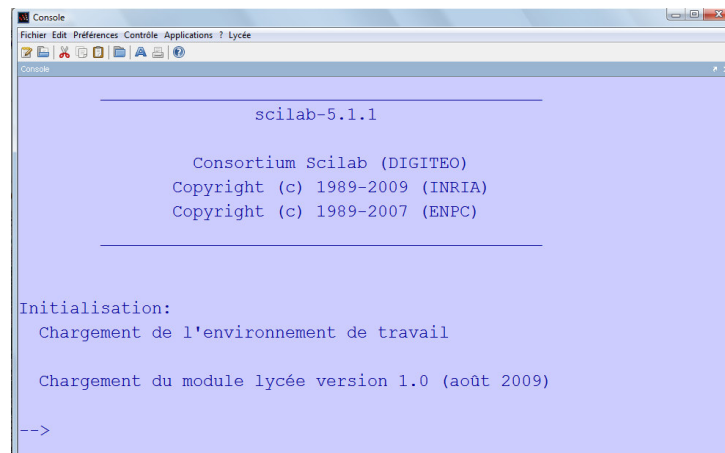 Console
Fichier Edit Préférences Contrôle Applications ? Lycée
Console
scilab-5.1.1
Consortium Scilab (DIGITEO)
Copyright (c) 1989-2009 (INRIA)
Copyright (c) 1989-2007 (ENPC)
Initialisation:
Chargement de l'environnement de travail
Chargement du module lycée version 1.0 (août 2009)
-->